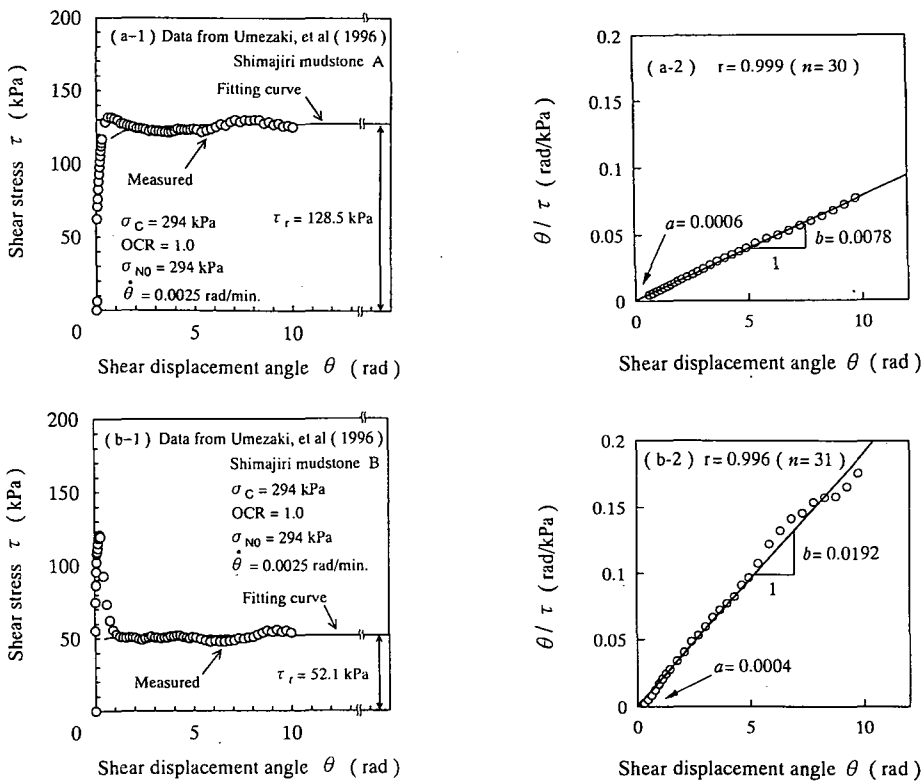 200
150
100
50
0
0
5
10
Shear stress τ ( kPa)
Shear displacement angle θ ( rad )
( a-1 ) Data from Umezaki, et al ( 1996 )
Shimajiri mudstone A
Fitting curve
Measured
σC = 294 kPa
OCR = 1.0
σN0 = 294 kPa
θ̇ = 0.0025 rad/min.
τr = 128.5 kPa
0.2
0.15
0.1
0.05
0
0
5
10
θ / τ ( rad/kPa )
Shear displacement angle θ ( rad )
( a-2 ) r= 0.999 ( n= 30 )
a= 0.0006
b= 0.0078
1
200
150
100
50
0
0
5
10
Shear stress τ ( kPa)
Shear displacement angle θ ( rad )
( b-1 ) Data from Umezaki, et al ( 1996 )
Shimajiri mudstone B
σC = 294 kPa
OCR = 1.0
σN0 = 294 kPa
θ̇ = 0.0025 rad/min.
Fitting curve
Measured
τr = 52.1 kPa
0.2
0.15
0.1
0.05
0
0
5
10
θ / τ ( rad/kPa )
Shear displacement angle θ ( rad )
( b-2 ) r= 0.996 ( n= 31 )
b= 0.0192
1
a= 0.0004